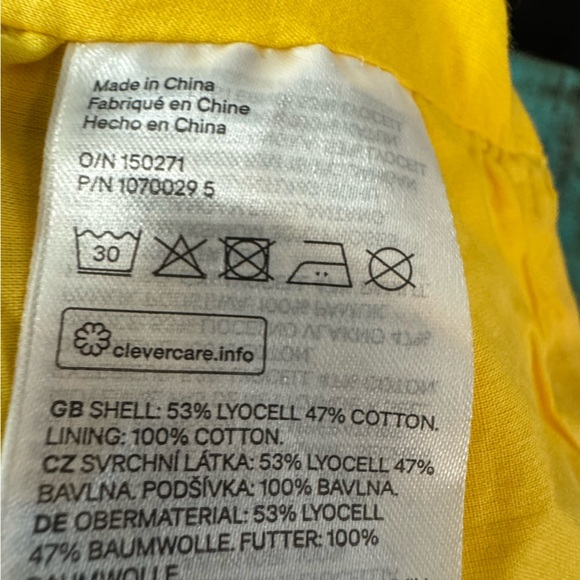 Made in China
Fabriqué en Chine
Hecho en China
O/N 150271
P/N 1070029 5
30
clevercare.info
GB SHELL: 53% LYOCELL 47% COTTON.
LINING: 100% COTTON.
CZ SVRCHNÍ LÁTKA: 53% LYOCELL 47%
BAVLNA. PODŠÍVKA: 100% BAVLNA.
DE OBERMATERIAL: 53% LYOCELL
47% BAUMWOLLE. FUTTER: 100%
BAUMWOLLE